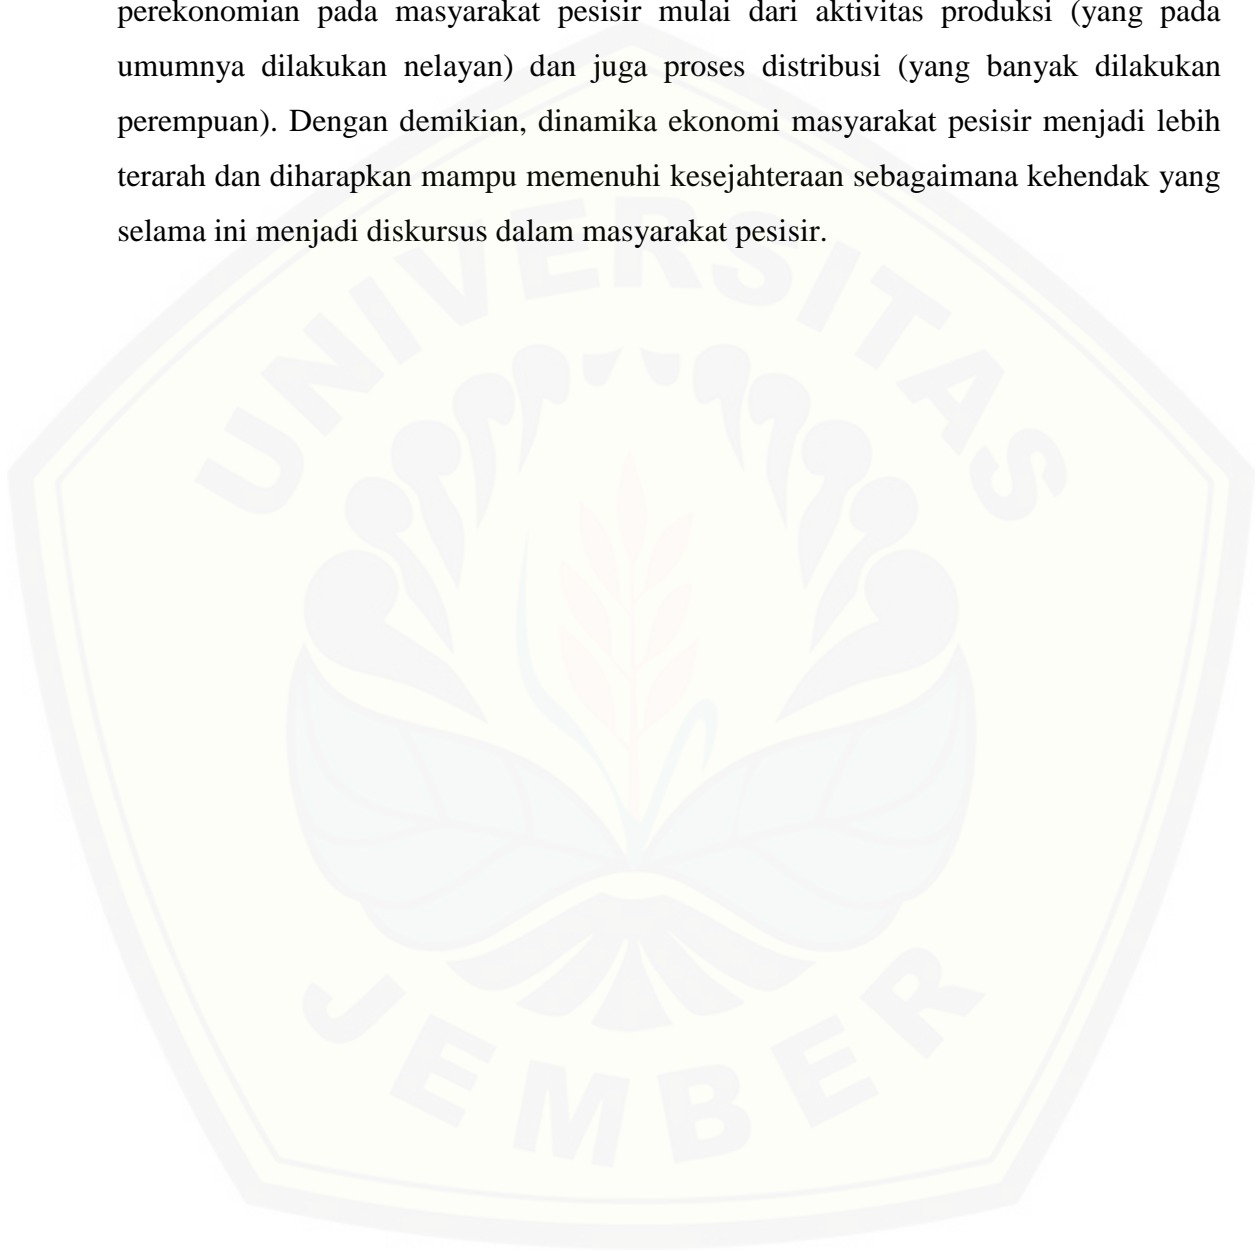 perekonomian pada masyarakat pesisir mulai dari aktivitas produksi (yang pada
umumnya dilakukan nelayan) dan juga proses distribusi (yang banyak dilakukan
perempuan). Dengan demikian, dinamika ekonomi masyarakat pesisir menjadi lebih
terarah dan diharapkan mampu memenuhi kesejahteraan sebagaimana kehendak yang
selama ini menjadi diskursus dalam masyarakat pesisir.
UNIVERSITAS
JEMBER